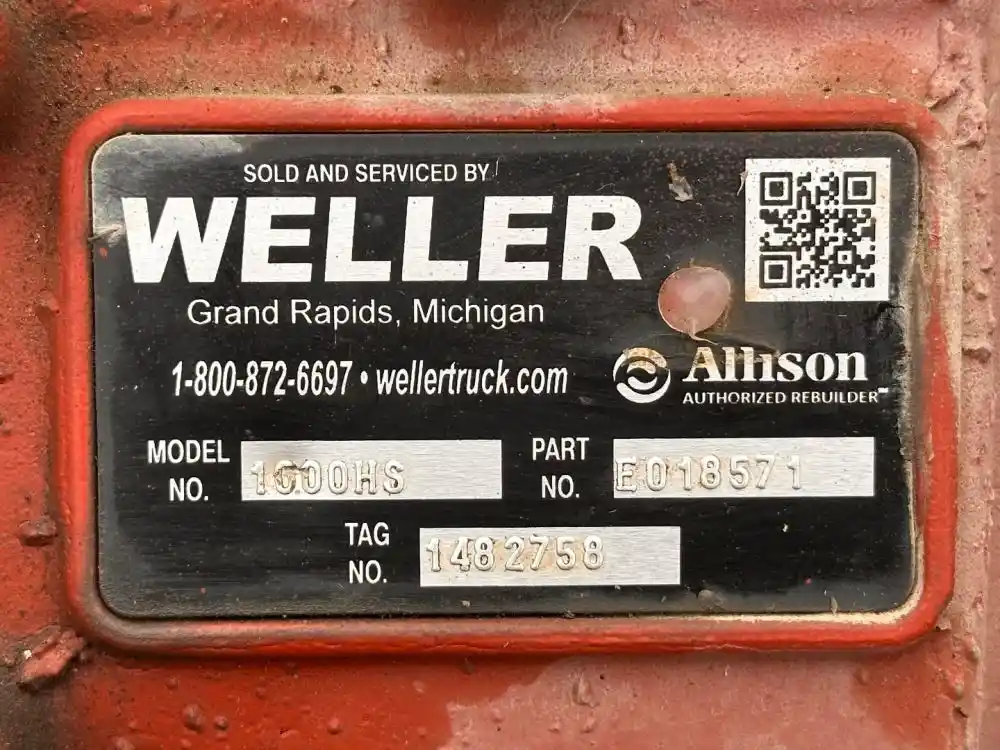 SOLD AND SERVICED BY
WELLER
Grand Rapids, Michigan
1-800-872-6697 • wellertruck.com
Allison
AUTHORIZED REBUILDER™
MODEL NO. 1000HS
PART NO. E018571
TAG NO. 1482758